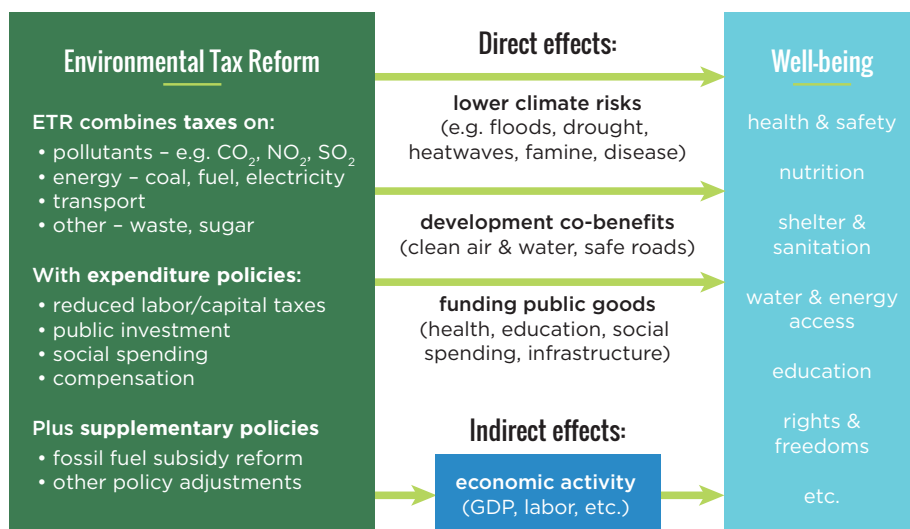 Environmental Tax Reform
ETR combines taxes on:
• pollutants – e.g. CO₂, NO₂, SO₂
• energy – coal, fuel, electricity
• transport
• other – waste, sugar
With expenditure policies:
• reduced labor/capital taxes
• public investment
• social spending
• compensation
Plus supplementary policies
• fossil fuel subsidy reform
• other policy adjustments
Direct effects:
lower climate risks
(e.g. floods, drought,
heatwaves, famine, disease)
development co-benefits
(clean air & water, safe roads)
funding public goods
(health, education, social
spending, infrastructure)
Indirect effects:
economic activity
(GDP, labor, etc.)
Well-being
health & safety
nutrition
shelter &
sanitation
water & energy
access
education
rights &
freedoms
etc.